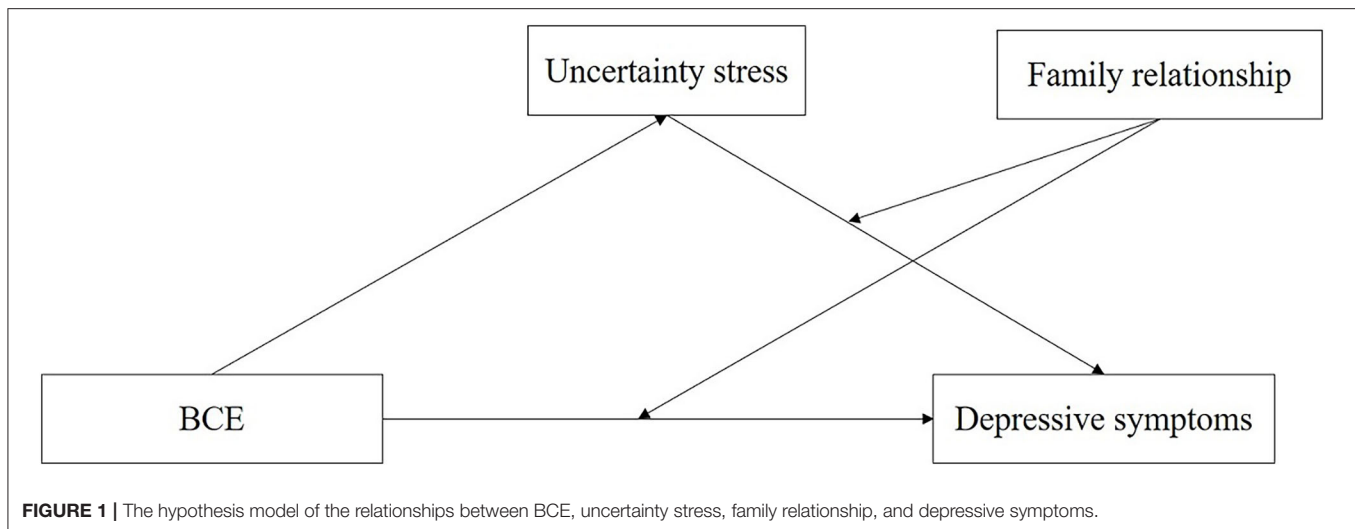 Uncertainty stress
Family relationship
BCE
Depressive symptoms
FIGURE 1 | The hypothesis model of the relationships between BCE, uncertainty stress, family relationship, and depressive symptoms.